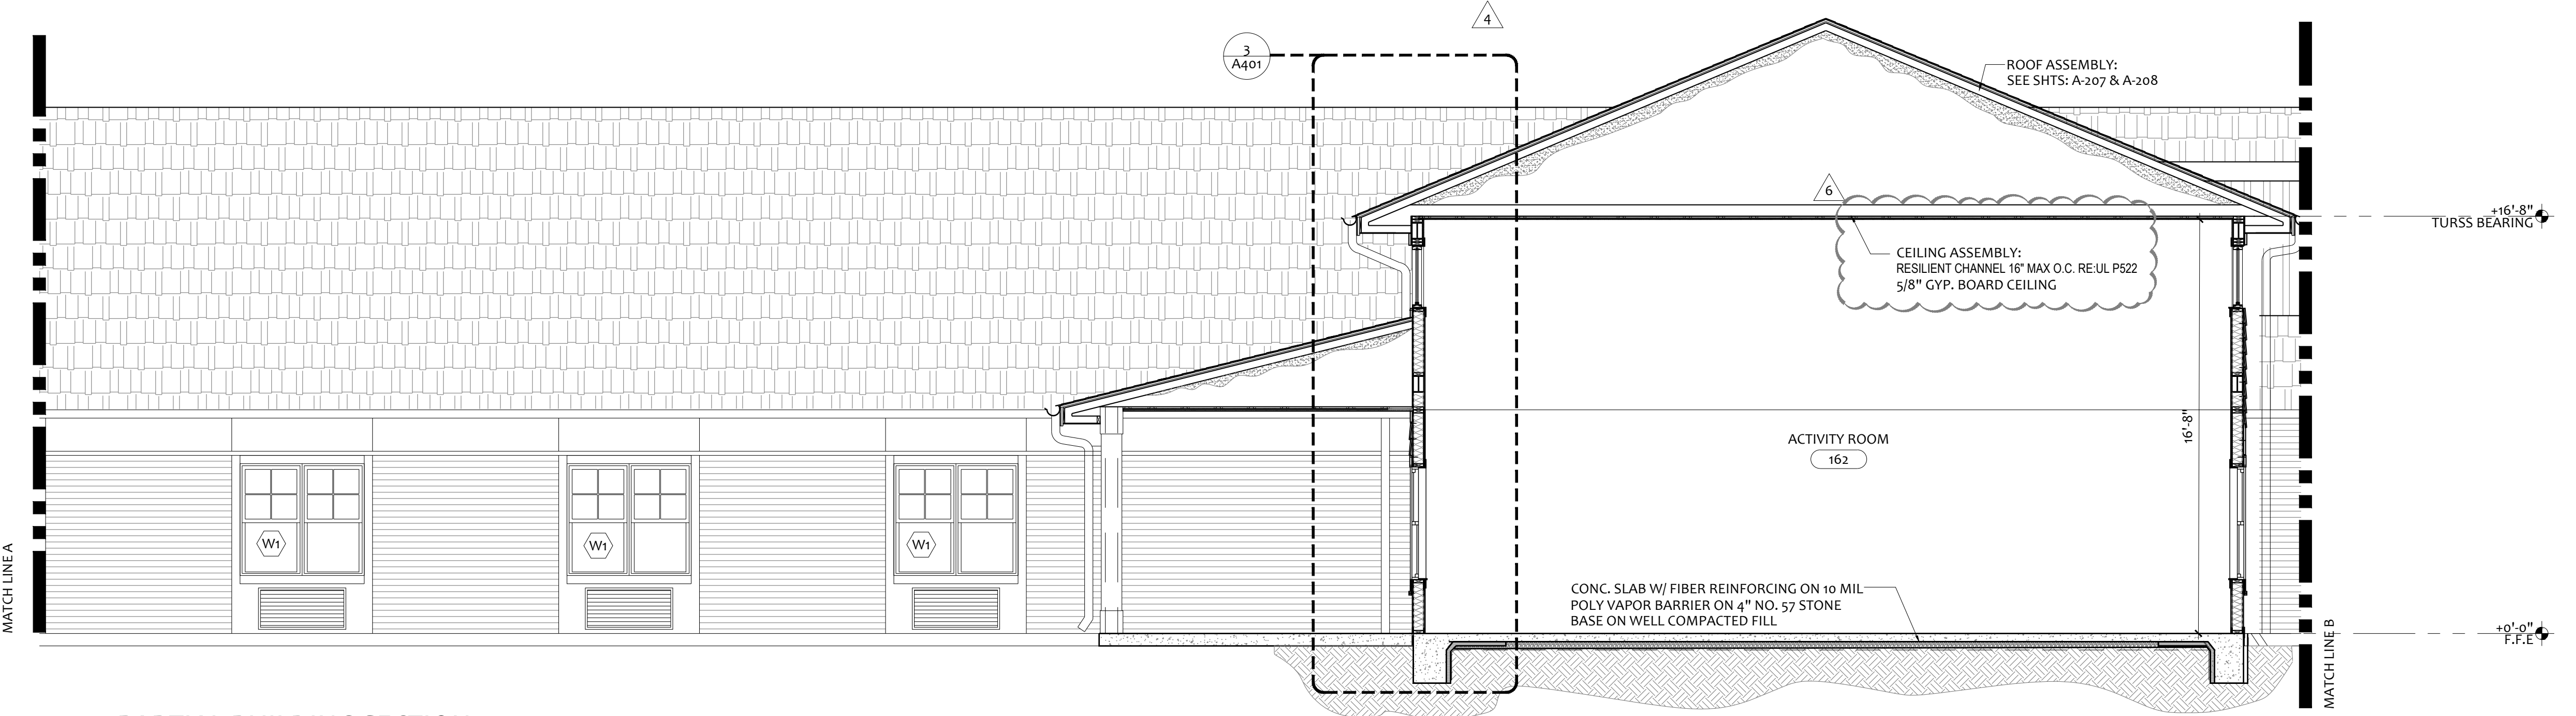 4
3
A401
ROOF ASSEMBLY:
SEE SHTS: A-207 & A-208
6
+16'-8"
TURSS BEARING
CEILING ASSEMBLY:
RESILIENT CHANNEL 16" MAX O.C. RE:UL P522
5/8" GYP. BOARD CEILING
16'-8"
ACTIVITY ROOM
162
W1
W1
W1
MATCH LINE A
CONC. SLAB W/ FIBER REINFORCING ON 10 MIL
POLY VAPOR BARRIER ON 4" NO. 57 STONE
BASE ON WELL COMPACTED FILL
+0'-0"
F.F.E
MATCH LINE B